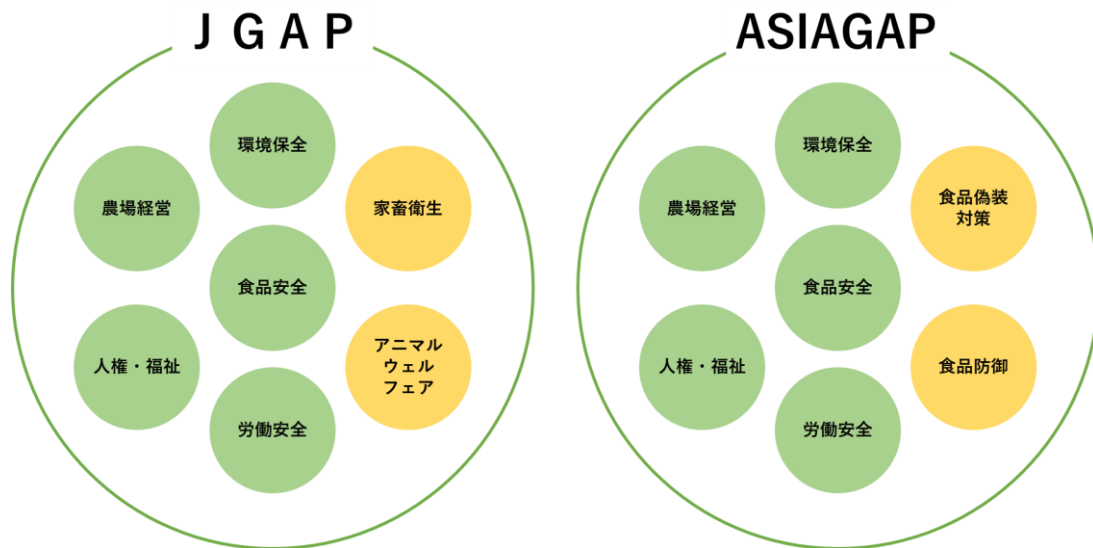 ＪＧＡＰ
環境保全
農場経営
家畜衛生
食品安全
人権・福祉
アニマル
ウェル
フェア
労働安全
ASIAGAP
環境保全
農場経営
食品偽装
対策
食品安全
人権・福祉
食品防御
労働安全